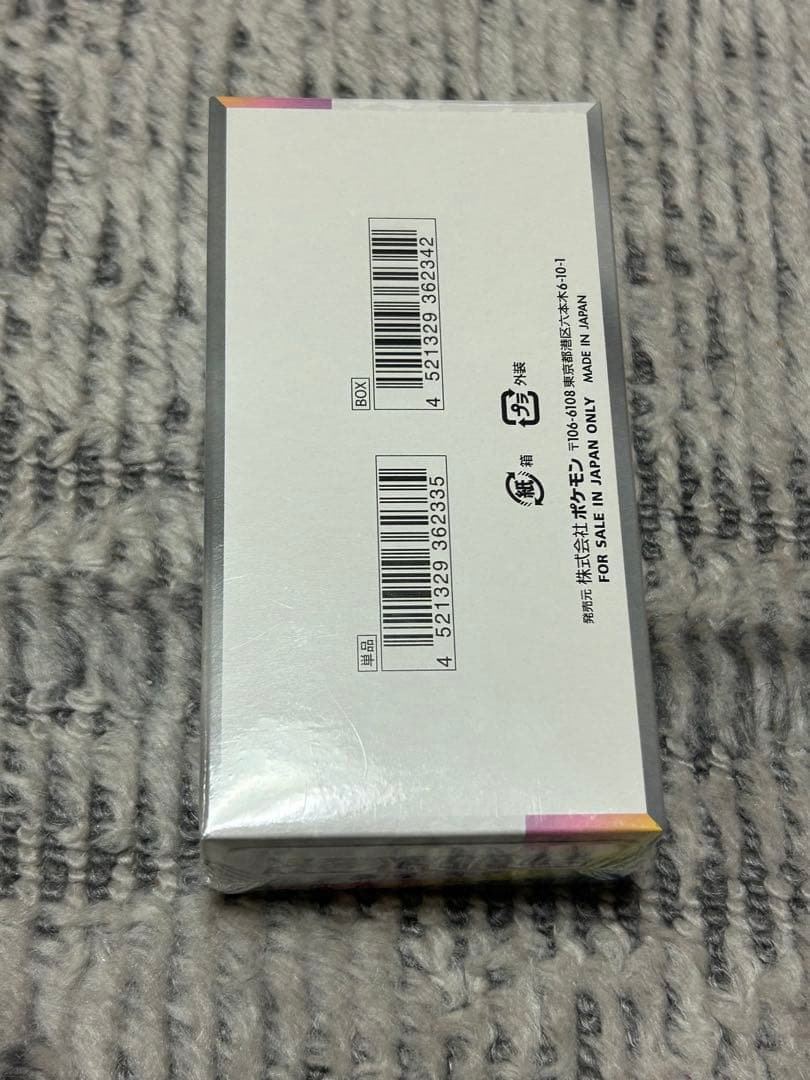 単品
4 521329 362335
BOX
4 521329 362342
紙 箱
プラ 外装
発売元 株式会社 ポケモン 〒106-6108 東京都港区六本木6-10-1
FOR SALE IN JAPAN ONLY MADE IN JAPAN